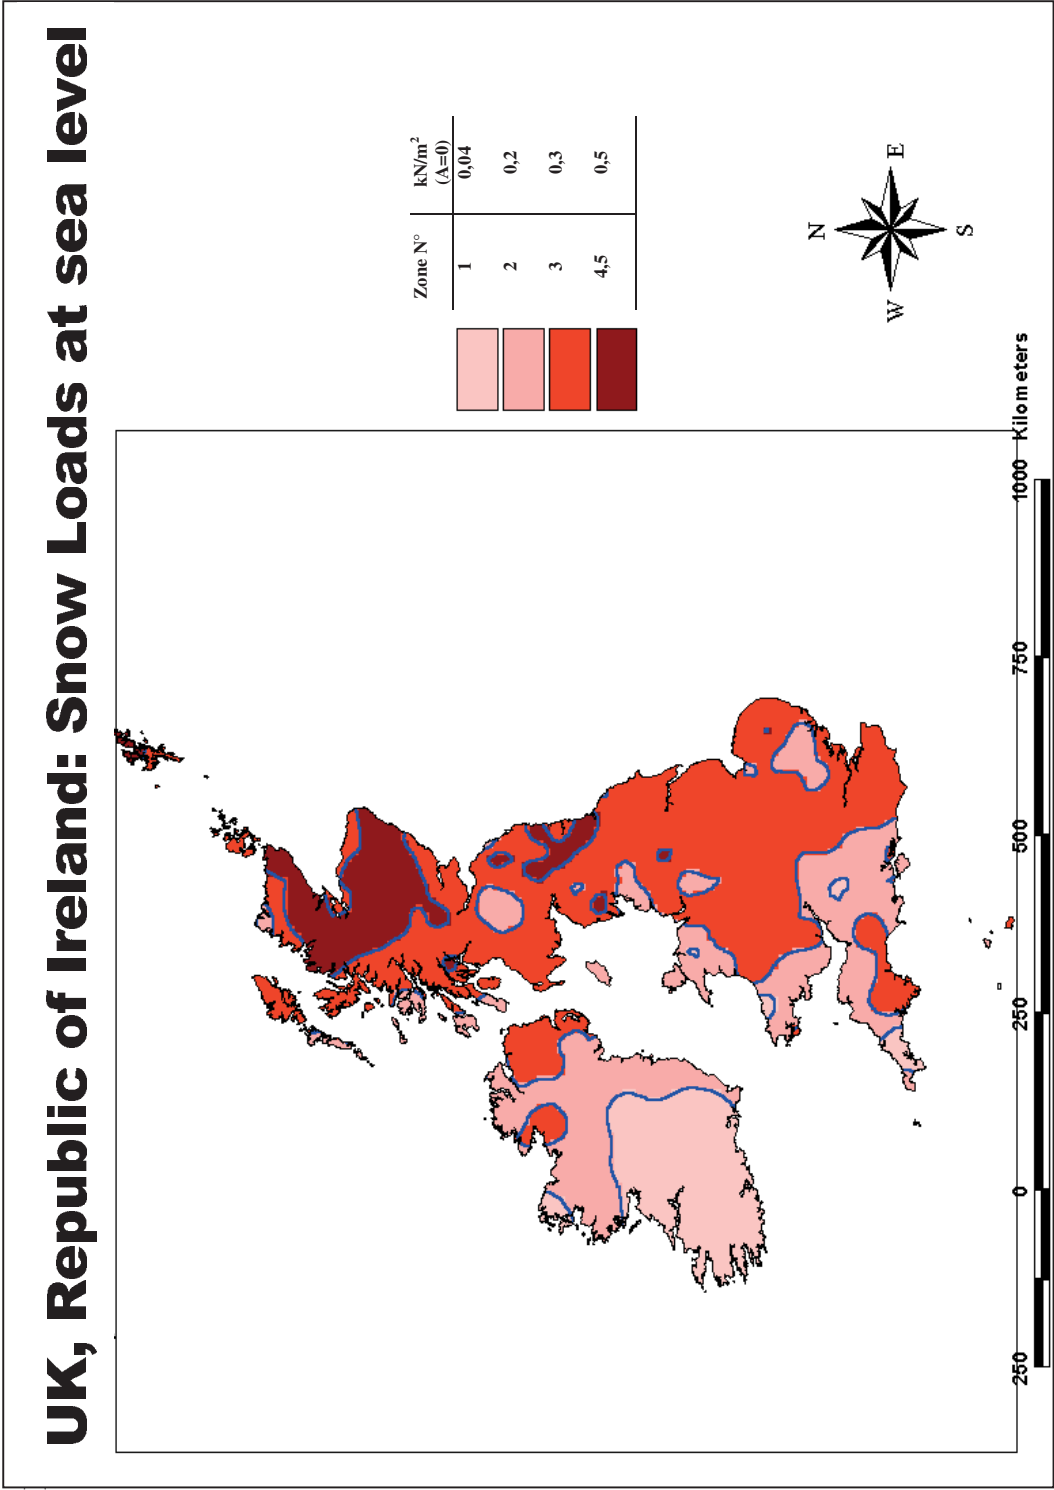 UK, Republic of Ireland: Snow Loads at sea level
Zone N° kN/m²
(A=0)
1 0,04
2 0,2
3 0,3
4,5 0,5
N
W E
S
250 0 250 500 750 1000 Kilometers